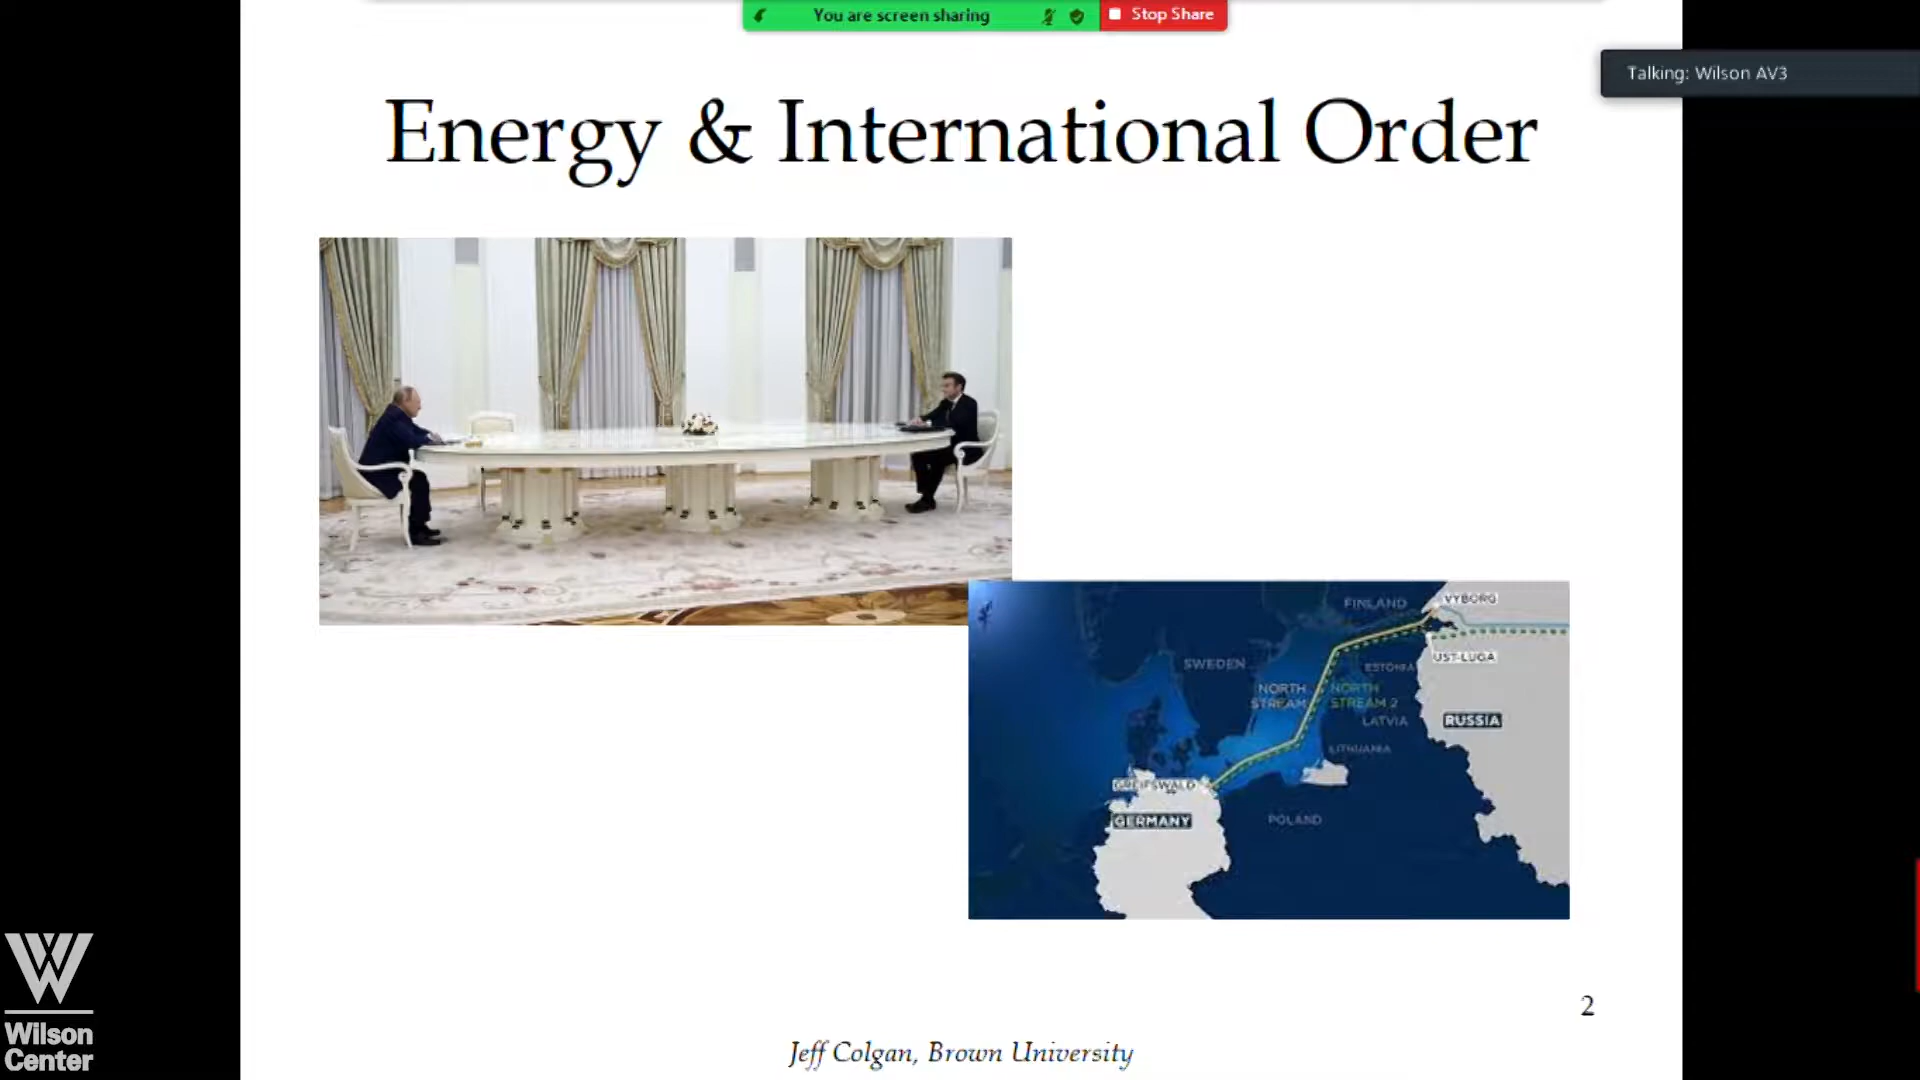 You are screen sharing
Stop Share
Talking: Wilson AV3
Energy & International Order
FINLAND
VYBORG
UST-LUGA
SWEDEN
ESTONIA
NORTH
STREAM
NORTH
STREAM 2
LATVIA
RUSSIA
LITHUANIA
GREIFSWALD
GERMANY
POLAND
2
Wilson
Center
Jeff Colgan, Brown University